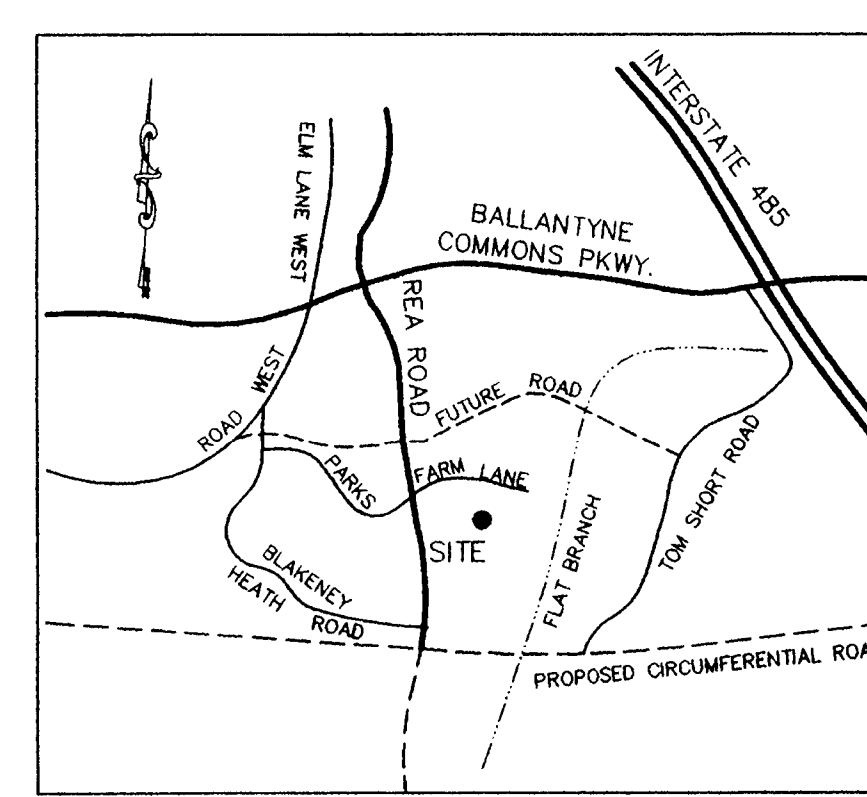 INTERSTATE 485
ELM LANE WEST
BALLANTYNE
COMMONS PKWY.
REA ROAD
ROAD WEST
FUTURE ROAD
PARKS FARM LANE
SITE
TOM SHORT ROAD
FLAT BRANCH
BLAKENEY
HEATH ROAD
PROPOSED CIRCUMFERENTIAL ROA